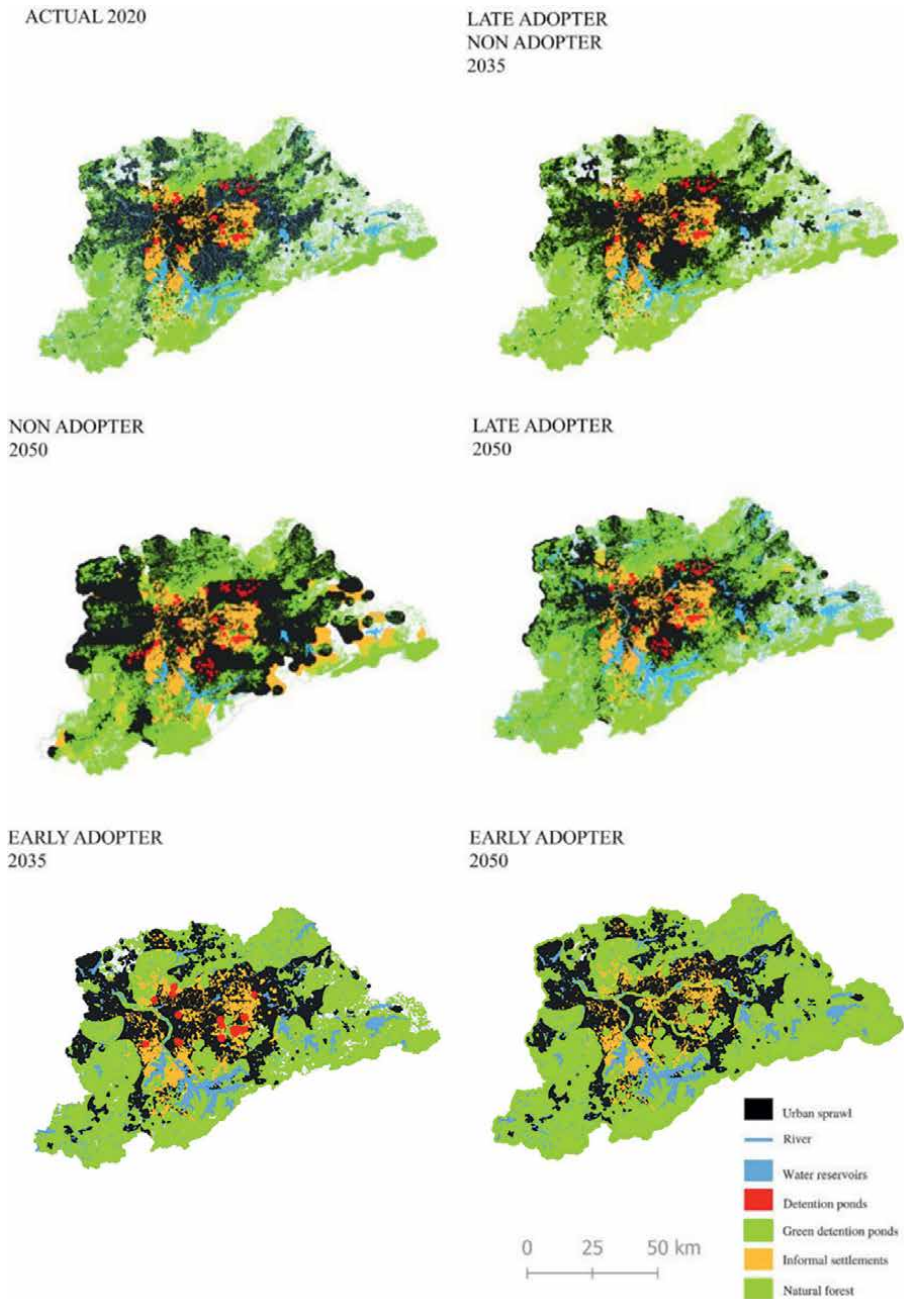 ACTUAL 2020
LATE ADOPTER
NON ADOPTER
2035
NON ADOPTER
2050
LATE ADOPTER
2050
EARLY ADOPTER
2035
EARLY ADOPTER
2050
Urban sprawl
River
Water reservoirs
Detention ponds
Green detention ponds
Informal settlements
Natural forest
0 25 50 km